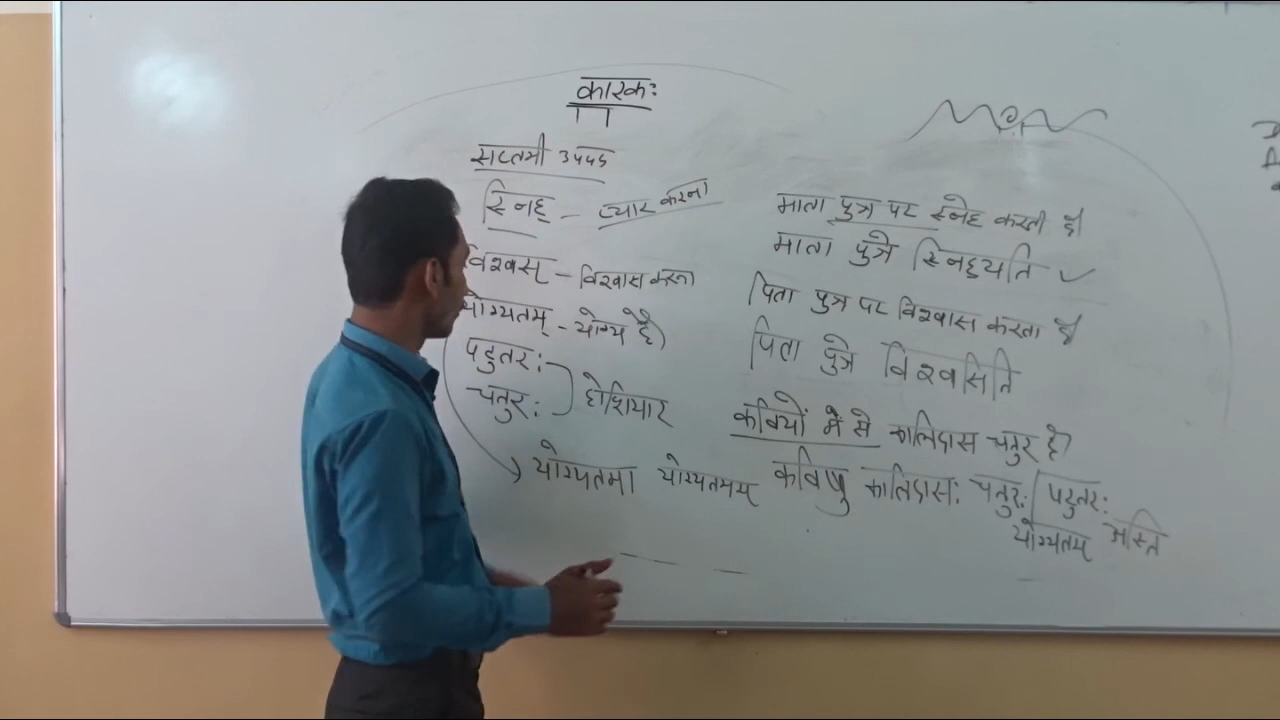 कारकः
सप्तमी
स्निह् - प्यार करना
विश्वस् - विश्वास करना
योग्यतम् - योग्य है
पटुतरः
चतुरः
होशियार
योग्यतमा योग्यतमम्
माता पुत्र पर स्नेह करती है
माता पुत्रे स्निह्यति ✓
पिता पुत्र पर विश्वास करता है
पिता पुत्रे विश्वसिति
कवियों में से कालिदास चतुर है
कविषु कालिदासः चतुरः / पटुतरः
योग्यतम् अस्ति